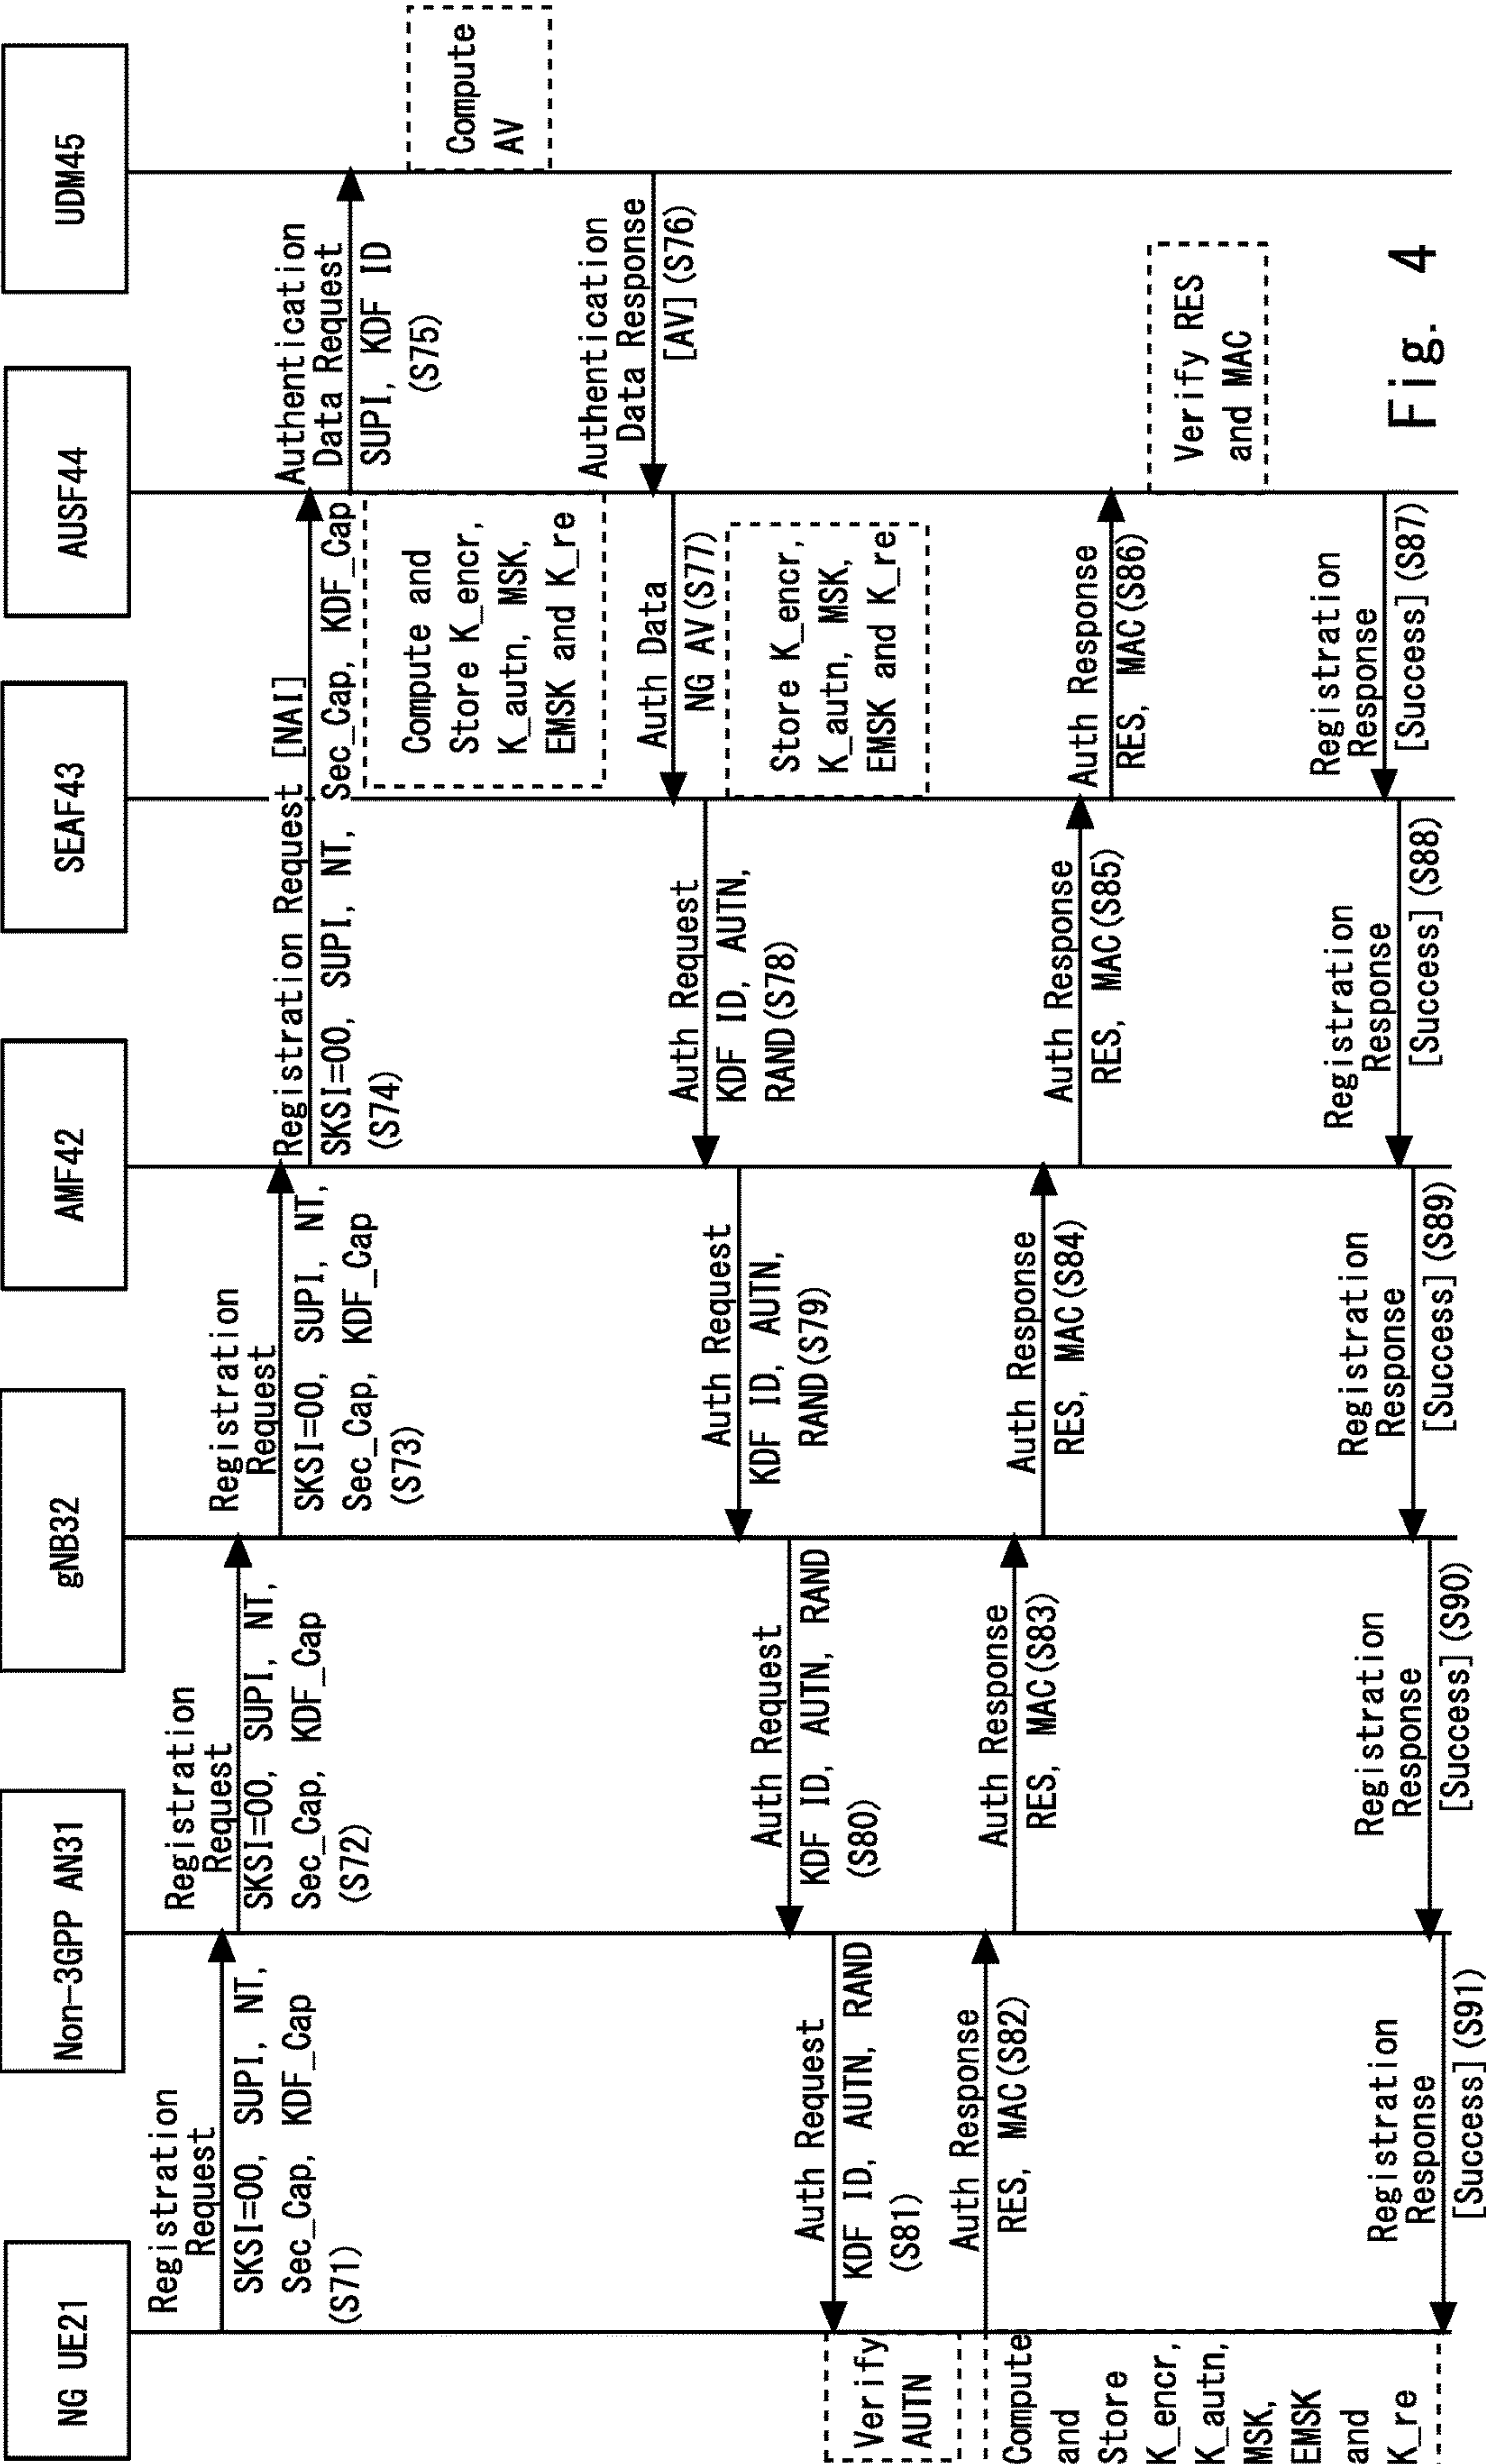 NG UE21
Non-3GPP AN31
gNB32
AMF42
SEAF43
AUSF44
UDM45
Registration
Request
SKSI=00, SUPI, NT,
Sec_Cap, KDF_Cap
(S71)
Registration
Request
SKSI=00, SUPI, NT,
Sec_Cap, KDF_Cap
(S72)
Registration
Request
SKSI=00, SUPI, NT,
Sec_Cap, KDF_Cap
(S73)
Registration Request [NAI]
SKSI=00, SUPI, NT, Sec_Cap, KDF_Cap
(S74)
Authentication
Data Request
SUPI, KDF ID
(S75)
Compute
AV
Compute and
Store K_encr,
K_autn, MSK,
EMSK and K_re
Authentication
Data Response
[AV](S76)
Auth Data
NG AV(S77)
Store K_encr,
K_autn, MSK,
EMSK and K_re
Auth Request
KDF ID, AUTN,
RAND(S78)
Auth Request
KDF ID, AUTN,
RAND(S79)
Auth Request
KDF ID, AUTN, RAND
(S80)
Auth Request
KDF ID, AUTN, RAND
(S81)
Verify
AUTN
Compute
and
Store
K_encr,
K_autn,
MSK,
EMSK
and
K_re
Auth Response
RES, MAC(S82)
Auth Response
RES, MAC(S83)
Auth Response
RES, MAC(S84)
Auth Response
RES, MAC(S85)
Auth Response
RES, MAC(S86)
Verify RES
and MAC
Registration
Response
[Success](S87)
Registration
Response
[Success](S88)
Registration
Response
[Success](S89)
Registration
Response
[Success](S90)
Registration
Response
[Success](S91)
Fig. 4